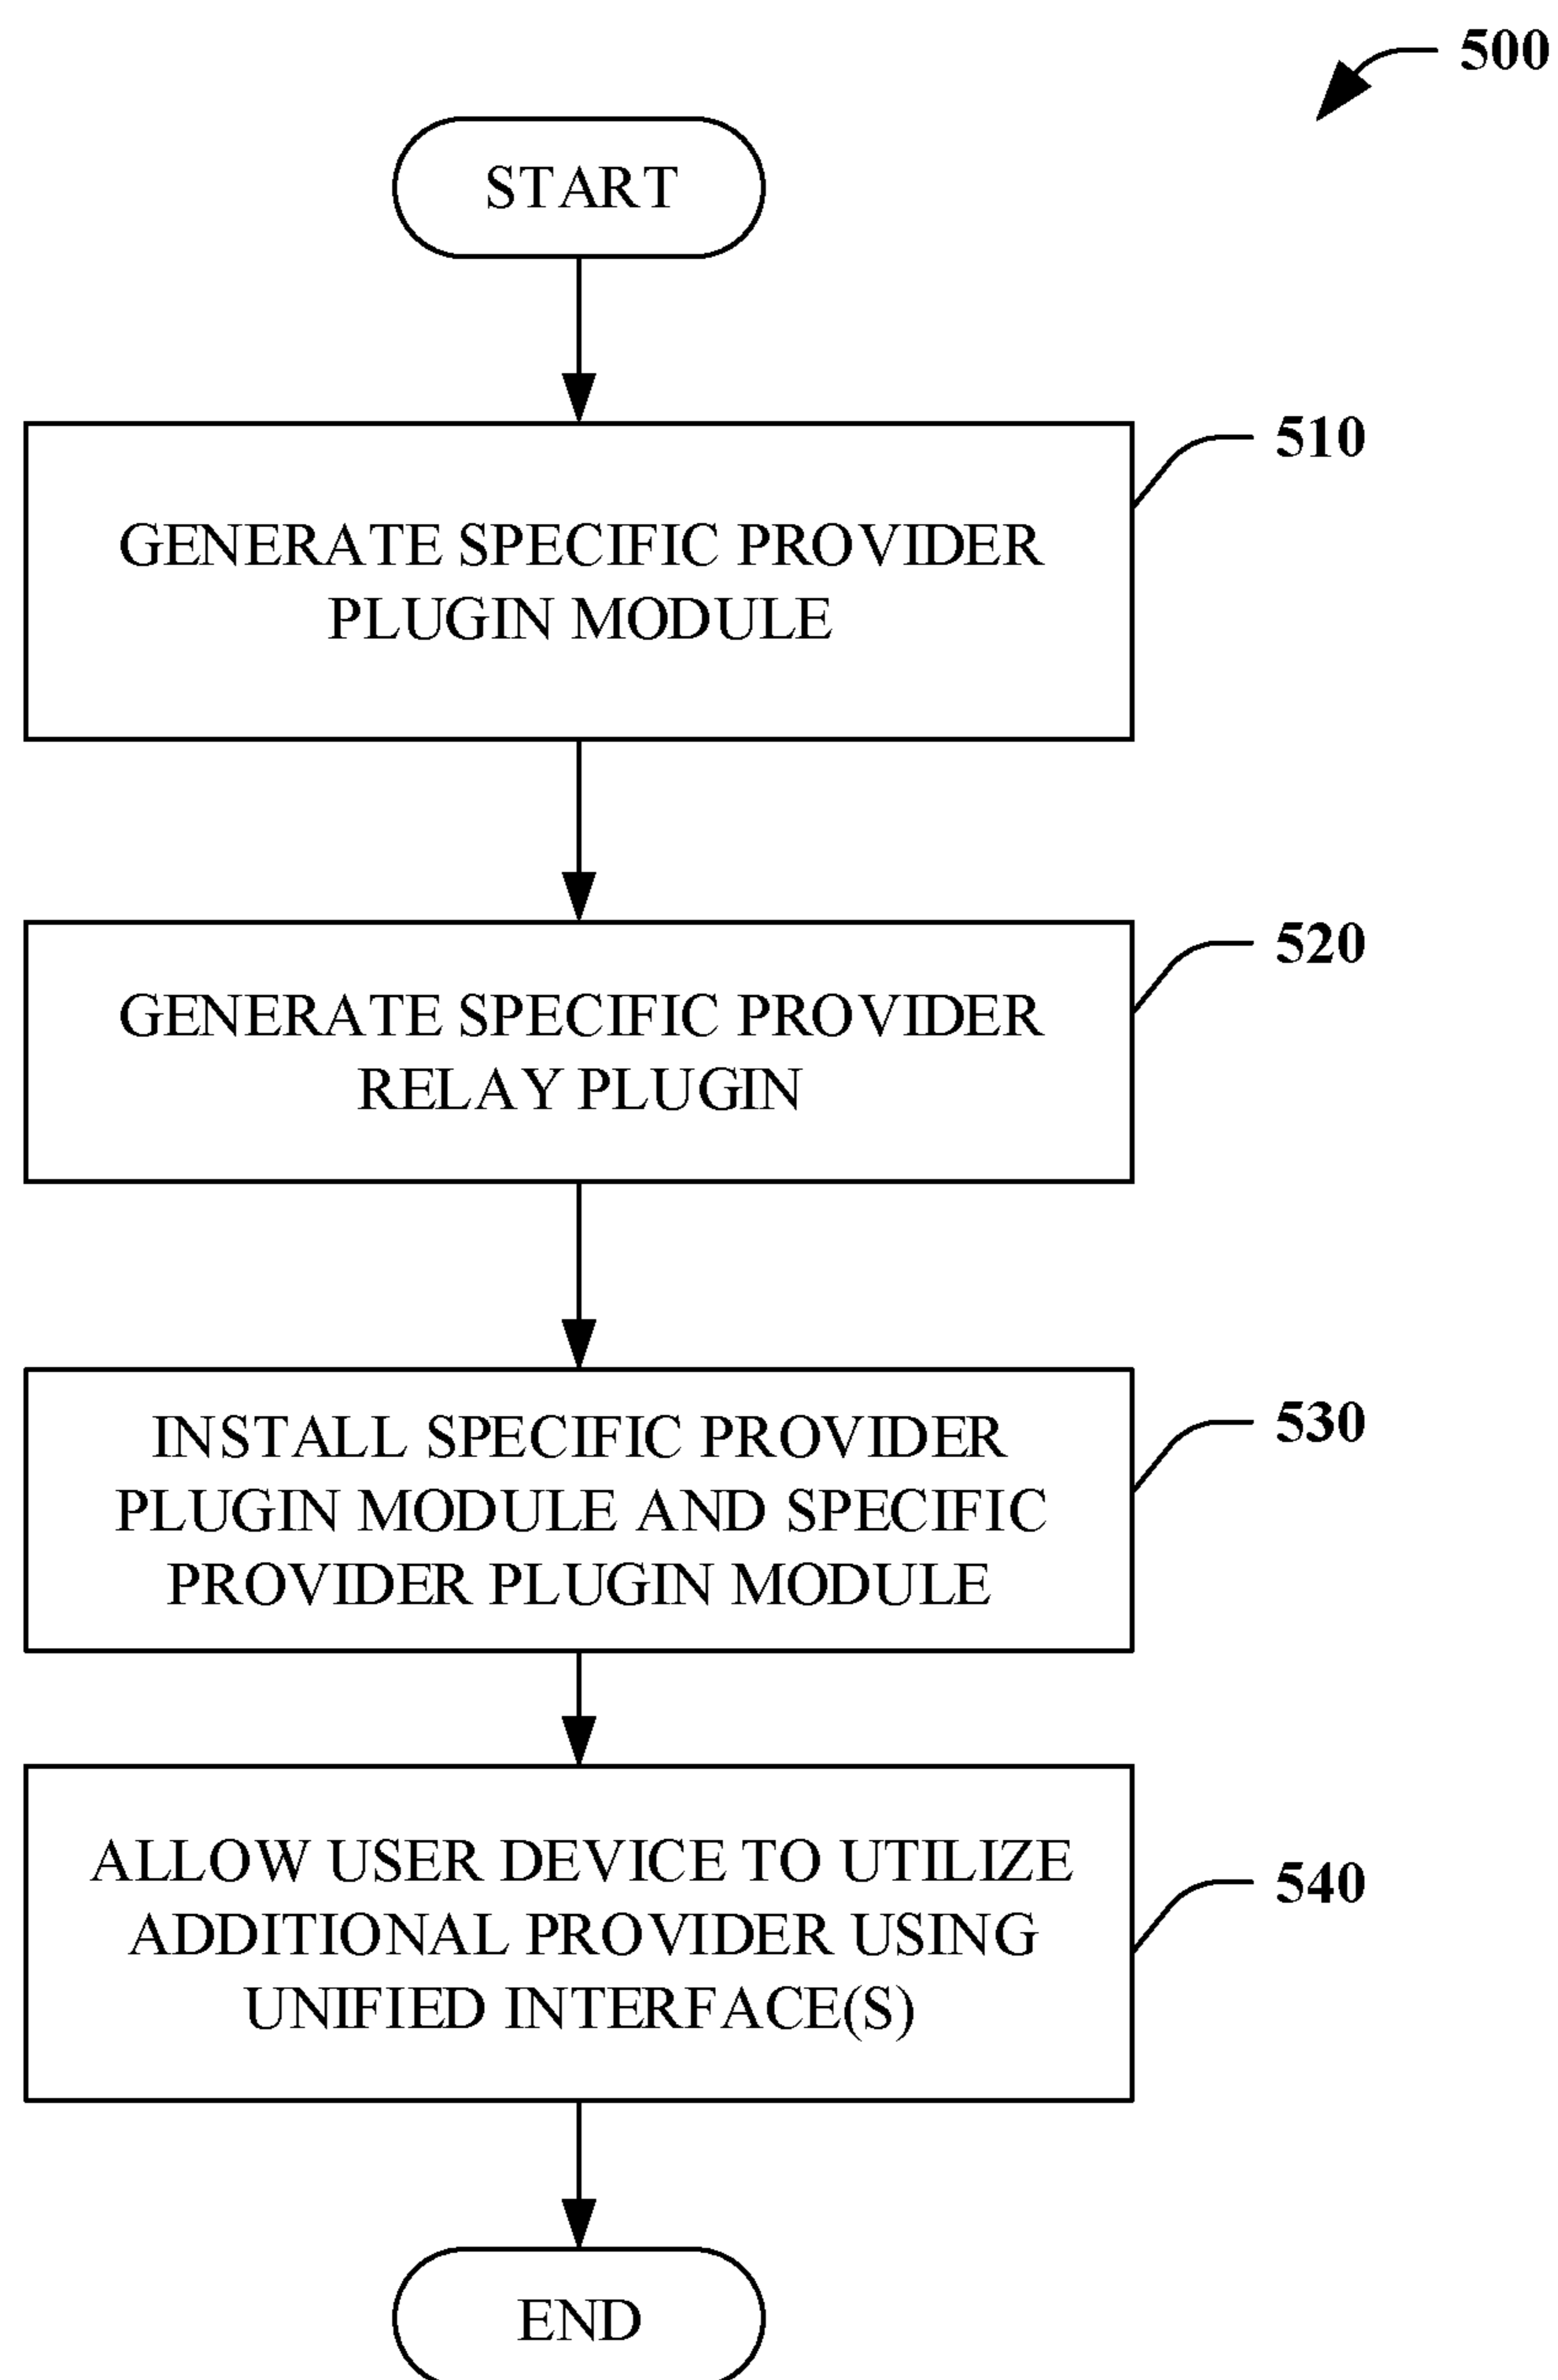 500
START
510
GENERATE SPECIFIC PROVIDER
PLUGIN MODULE
520
GENERATE SPECIFIC PROVIDER
RELAY PLUGIN
530
INSTALL SPECIFIC PROVIDER
PLUGIN MODULE AND SPECIFIC
PROVIDER PLUGIN MODULE
540
ALLOW USER DEVICE TO UTILIZE
ADDITIONAL PROVIDER USING
UNIFIED INTERFACE(S)
END